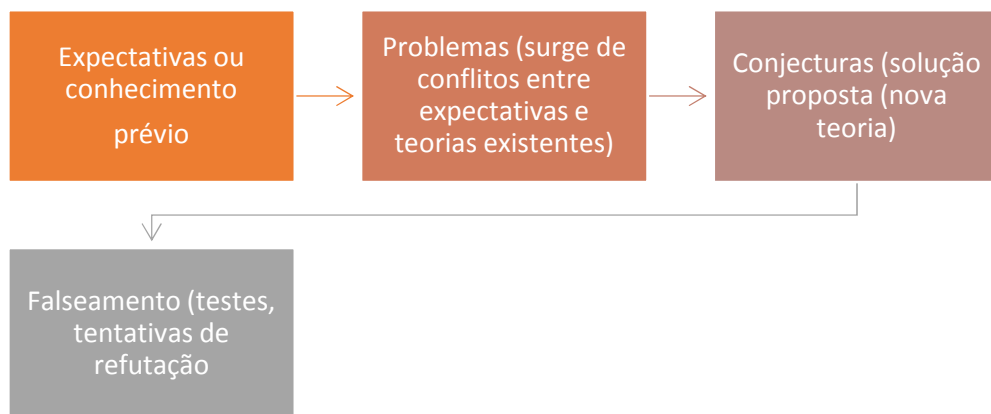 Expectativas ou
conhecimento
prévio
Problemas (surge de
conflitos entre
expectativas e
teorias existentes)
Conjecturas (solução
proposta (nova
teoria)
Falseamento (testes,
tentativas de
refutação